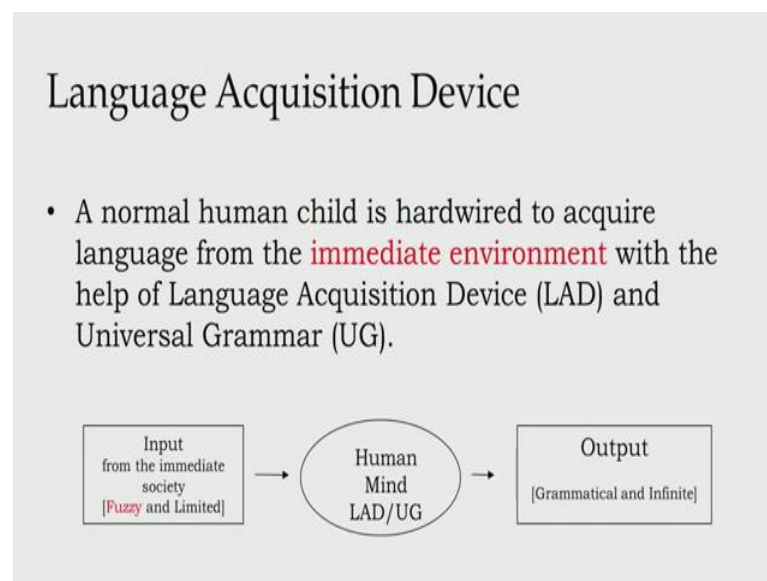 Language Acquisition Device
• A normal human child is hardwired to acquire
language from the immediate environment with the
help of Language Acquisition Device (LAD) and
Universal Grammar (UG).
Input
from the immediate
society
[Fuzzy and Limited]
Human
Mind
LAD/UG
Output
[Grammatical and Infinite]